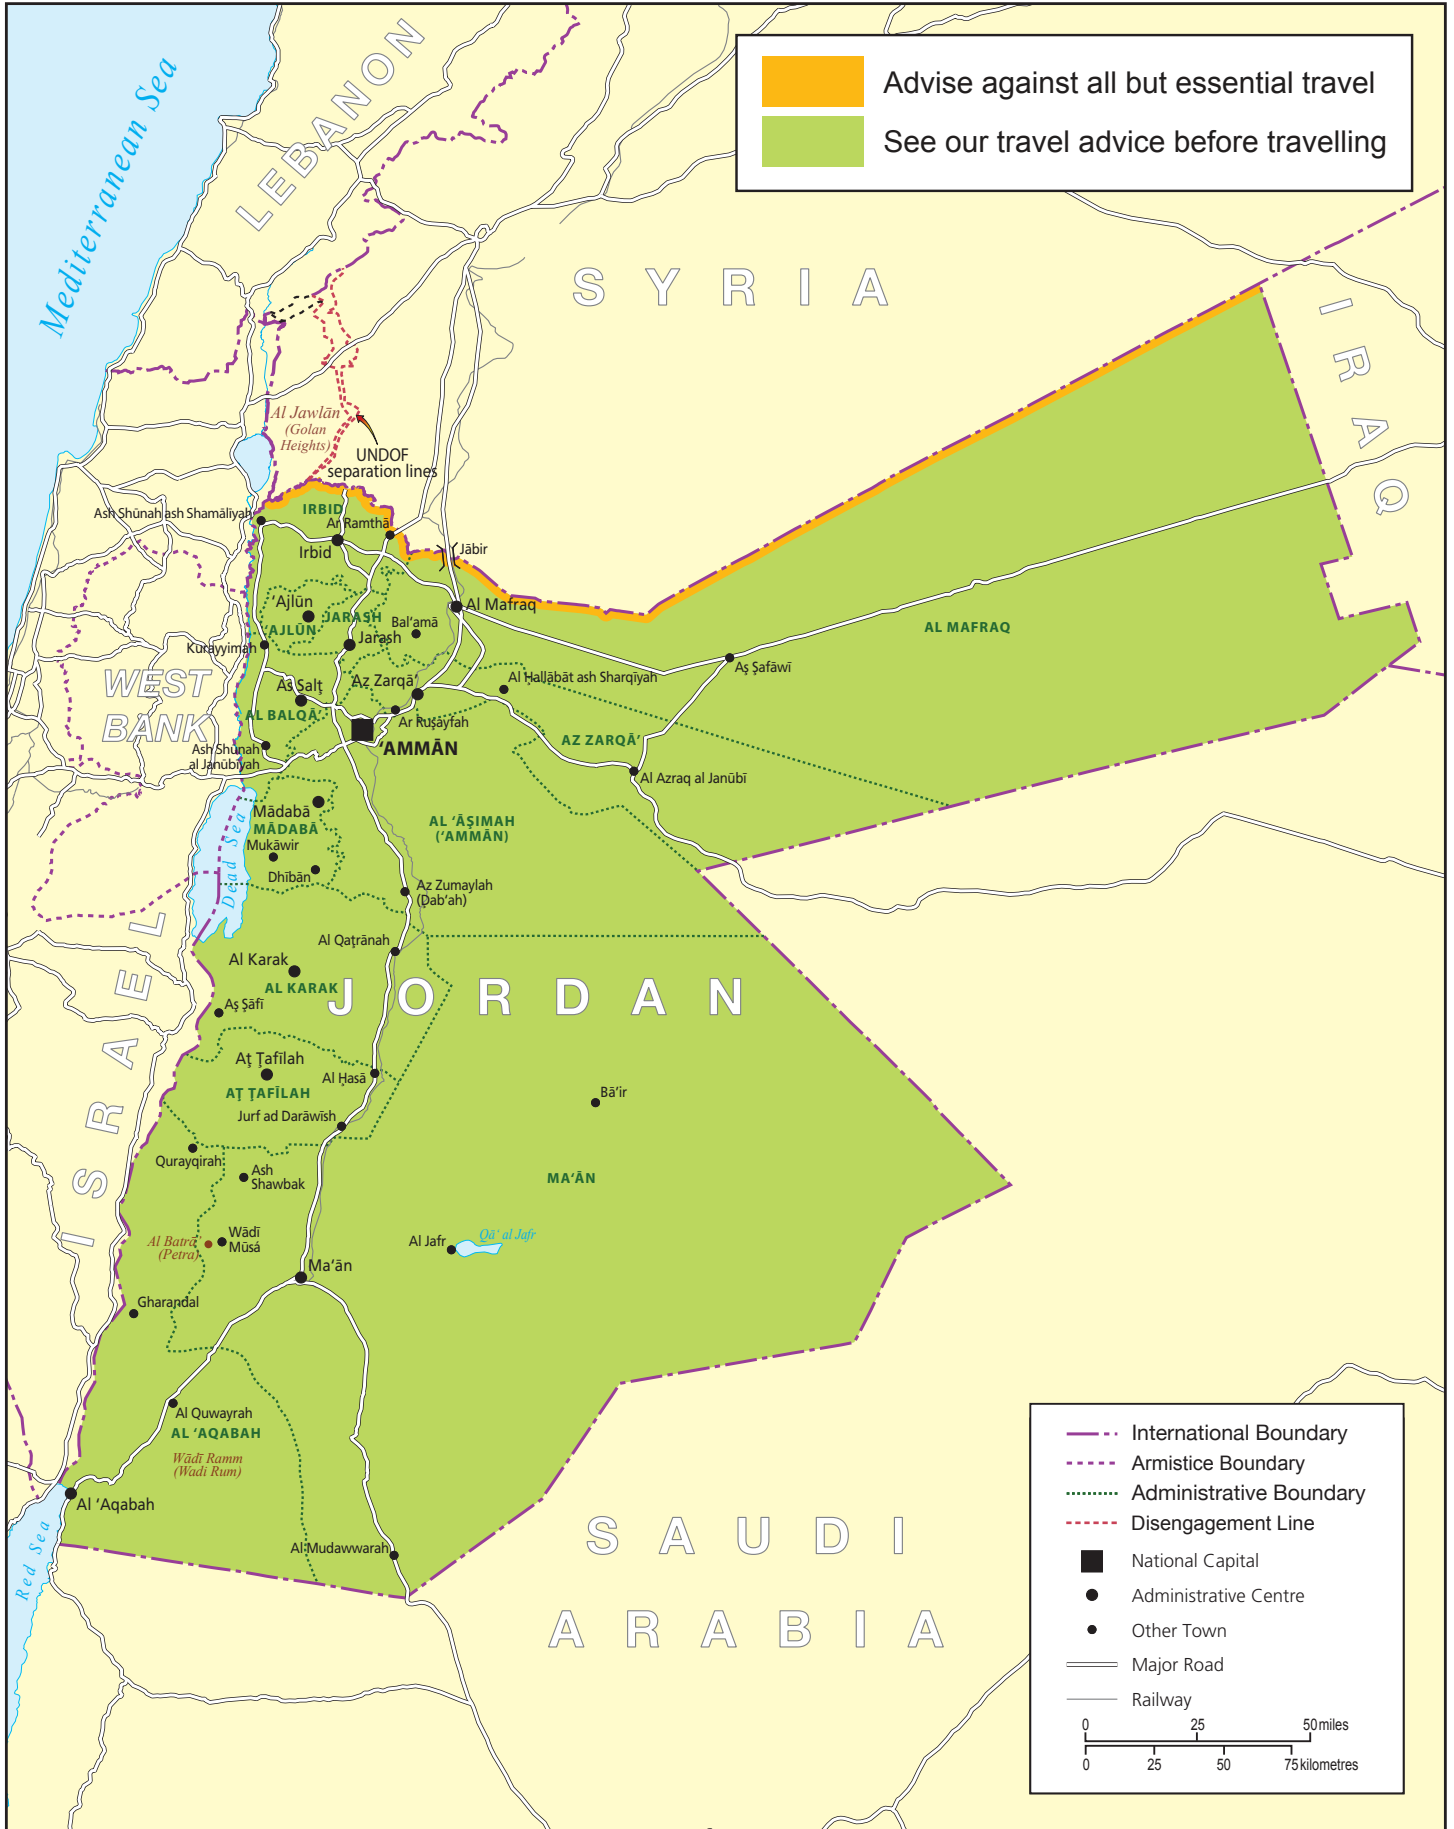 Advise against all but essential travel
See our travel advice before travelling
Mediterranean Sea
LEBANON
SYRIA
IRAQ
Al Jawlān
(Golan
Heights)
UNDOF
separation lines
Ash Shūnah ash Shamālīyah
IRBID
Ar Ramthā
Irbid
Jābir
Ajlūn
JARASH
Al Mafraq
Bal'amā
'AJLŪN
Jarash
AL MAFRAQ
Kurayyimah
Aş Şafāwī
WEST
BANK
As Salţ
Az Zarqā'
Al Ḩallābāt ash Sharqīyah
AL BALQĀ'
Ar Ruşāyfah
'AMMĀN
AZ ZARQĀ'
Ash Shūnah
al Janūbīyah
Al Azraq al Janūbī
Mādabā
MĀDABĀ
AL 'ĀŞIMAH
('AMMĀN)
Mukāwir
Dhībān
Dead Sea
Az Zumaylah
(Dab'ah)
Al Qaţrānah
Al Karak
AL KARAK
JORDAN
Aş Şāfī
ISRAEL
Aţ Ţafīlah
Al Ḩasā
AŢ ŢAFĪLAH
Bā'ir
Jurf ad Darāwīsh
Qurayqirah
Ash
Shawbak
MA'ĀN
Al Batrā'
(Petra)
Wādī
Mūsá
Al Jafr
Qā' al Jafr
Ma'ān
Gharandal
Al Quwayrah
AL 'AQABAH
Wādī Ramm
(Wadi Rum)
Al 'Aqabah
Al Mudawwarah
Red Sea
SAUDI
ARABIA
International Boundary
Armistice Boundary
Administrative Boundary
Disengagement Line
National Capital
Administrative Centre
Other Town
Major Road
Railway
0 25 50 miles
0 25 50 75 kilometres